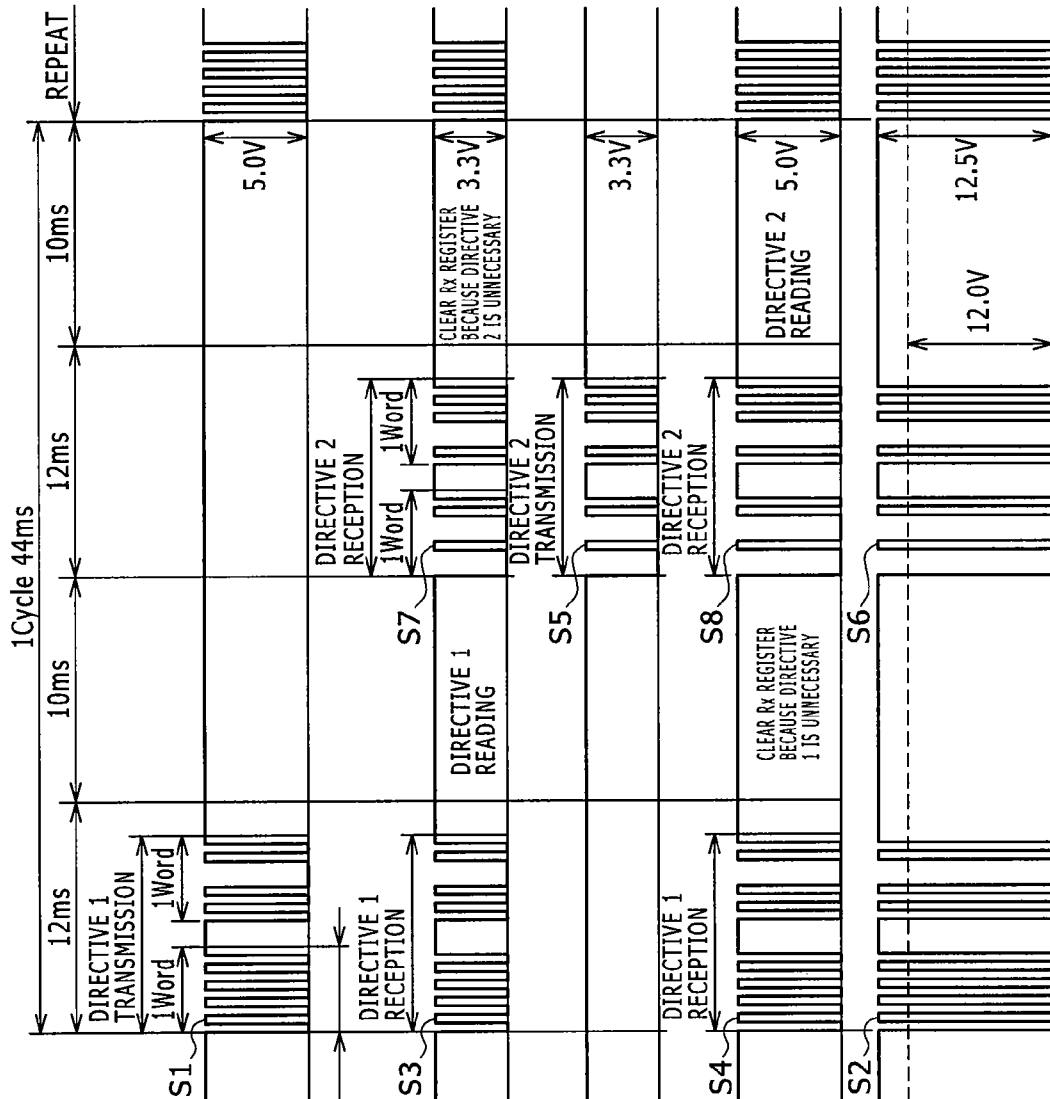 1Cycle 44ms
12ms
10ms
12ms
10ms
REPEAT
DIRECTIVE 1
TRANSMISSION
1Word
1Word
S1
5.0V
DIRECTIVE 1
RECEPTION
S3
DIRECTIVE 1
READING
DIRECTIVE 2
RECEPTION
1Word
1Word
S7
CLEAR Rx REGISTER
BECAUSE DIRECTIVE
2 IS UNNECESSARY
3.3V
DIRECTIVE 2
TRANSMISSION
S5
3.3V
DIRECTIVE 1
RECEPTION
S4
CLEAR Rx REGISTER
BECAUSE DIRECTIVE
1 IS UNNECESSARY
DIRECTIVE 2
RECEPTION
S8
DIRECTIVE 2
READING
5.0V
S2
S6
12.0V
12.5V